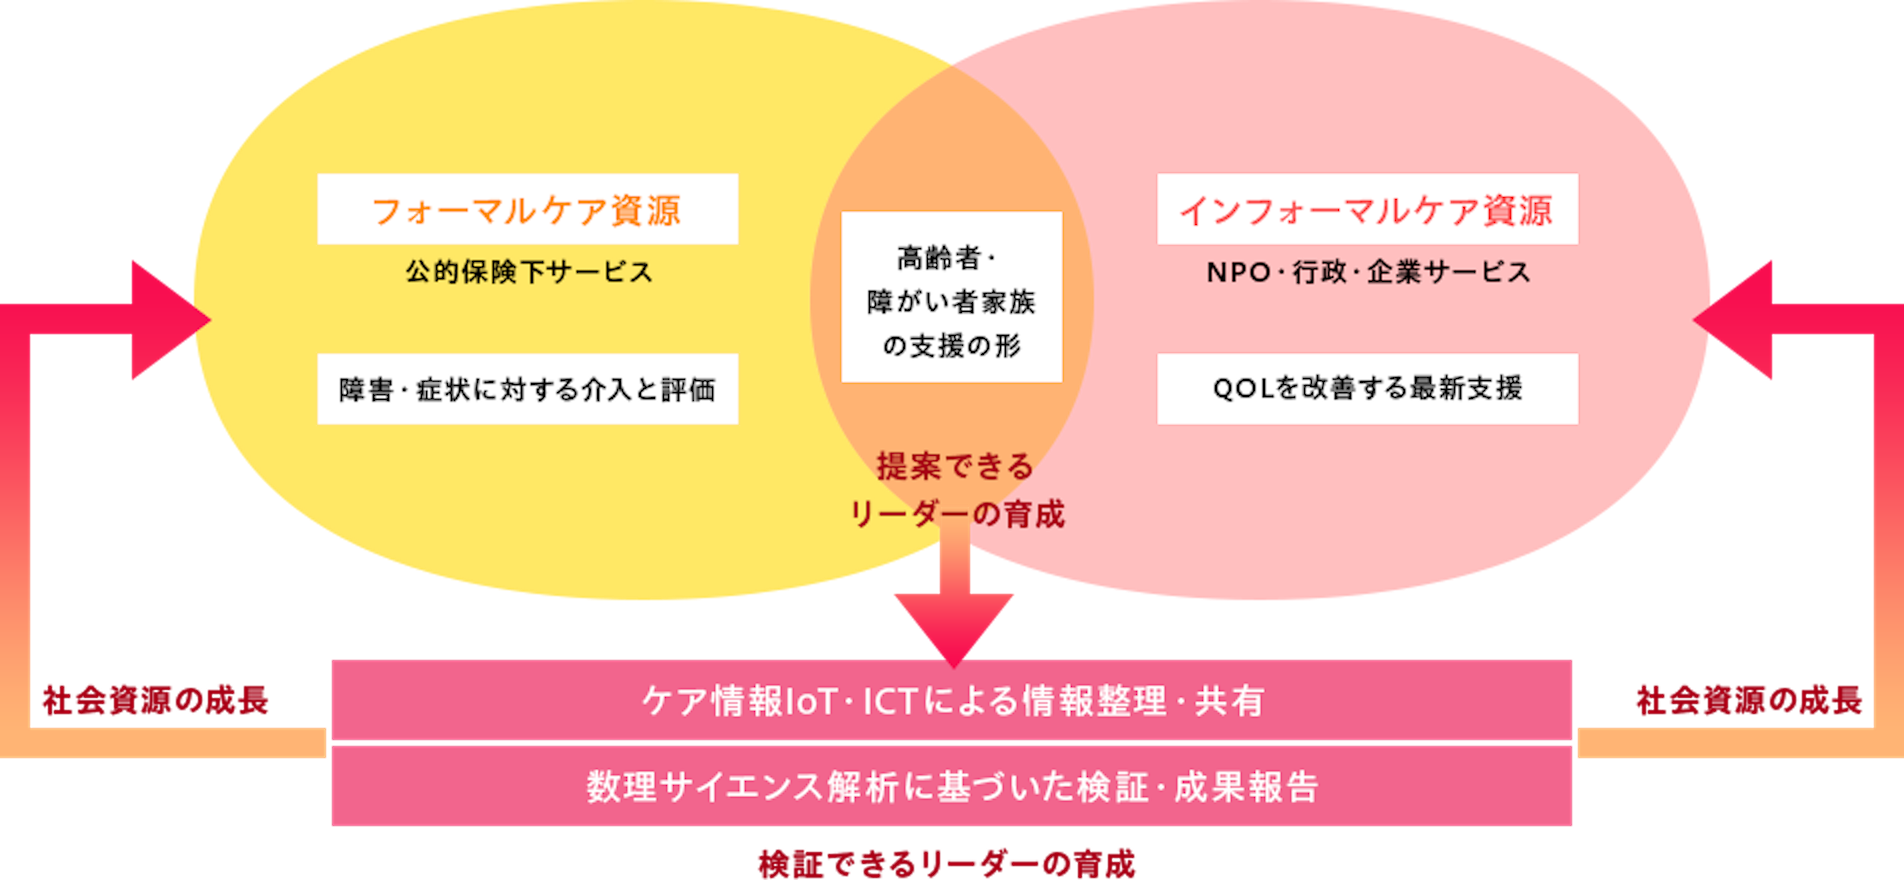 フォーマルケア資源
公的保険下サービス
障害・症状に対する介入と評価
高齢者・
障がい者家族
の支援の形
提案できる
リーダーの育成
インフォーマルケア資源
NPO・行政・企業サービス
QOLを改善する最新支援
社会資源の成長
ケア情報IoT・ICTによる情報整理・共有
数理サイエンス解析に基づいた検証・成果報告
社会資源の成長
検証できるリーダーの育成